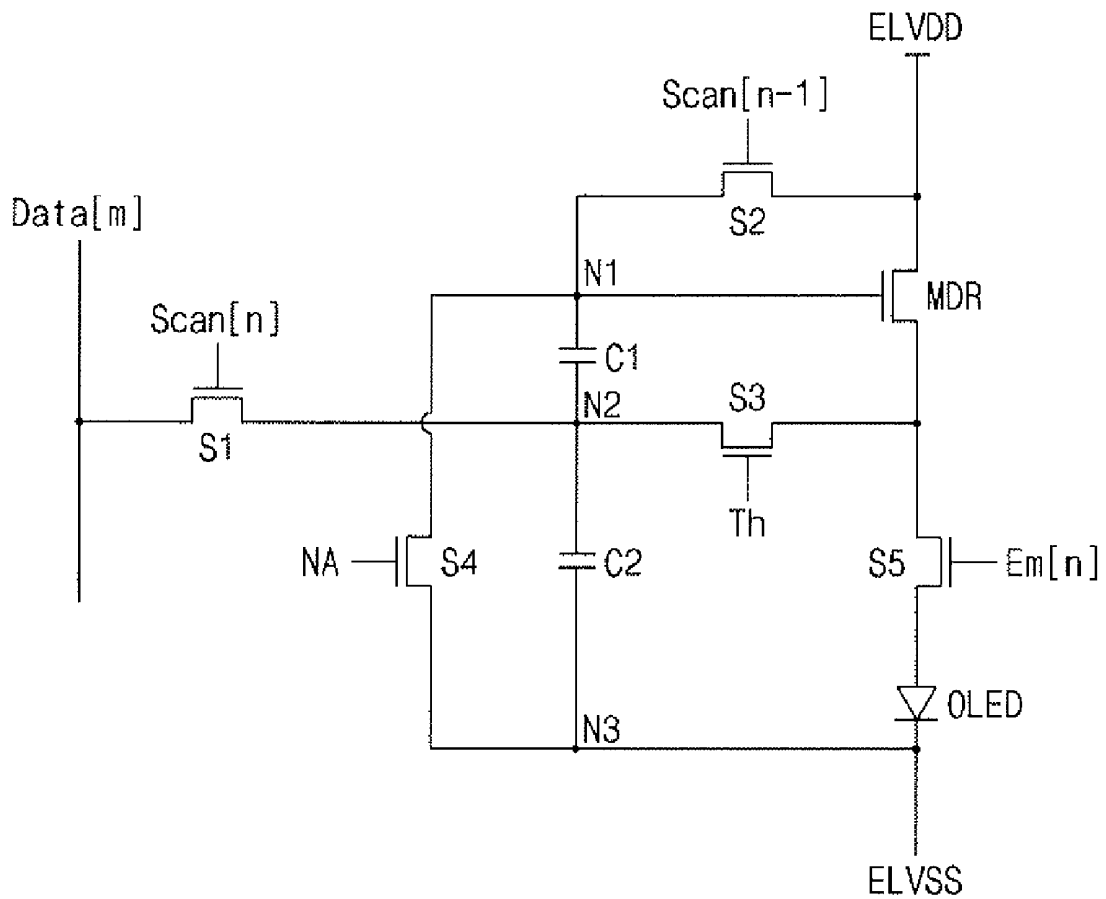 ELVDD
Scan[n-1]
Data[m]
S2
N1
MDR
Scan[n]
C1
N2
S3
S1
Th
NA
S4
C2
S5
Em[n]
OLED
N3
ELVSS